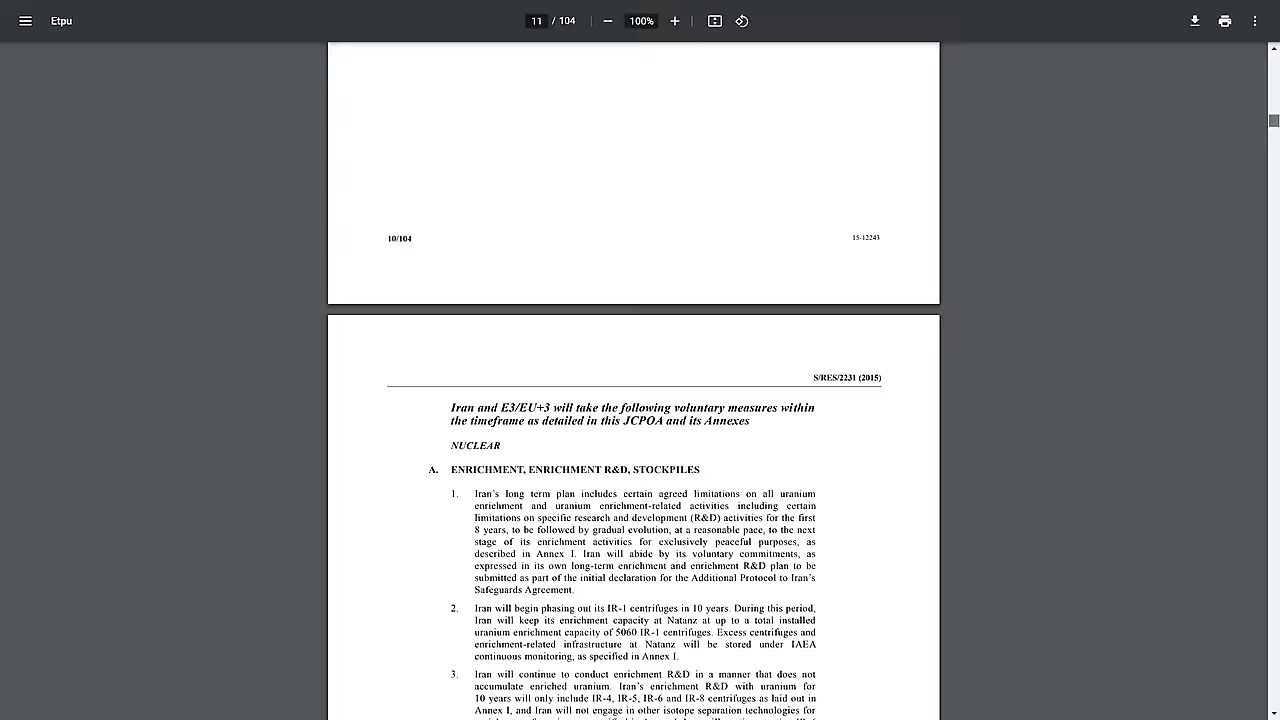 Etpu
11 / 104
100%
10/104
15-12243
S/RES/2231 (2015)
Iran and E3/EU+3 will take the following voluntary measures within
the timeframe as detailed in this JCPOA and its Annexes
NUCLEAR
A. ENRICHMENT, ENRICHMENT R&D, STOCKPILES
1. Iran's long term plan includes certain agreed limitations on all uranium
enrichment and uranium enrichment-related activities including certain
limitations on specific research and development (R&D) activities for the first
8 years, to be followed by gradual evolution, at a reasonable pace, to the next
stage of its enrichment activities for exclusively peaceful purposes, as
described in Annex I. Iran will abide by its voluntary commitments, as
expressed in its own long-term enrichment and enrichment R&D plan to be
submitted as part of the initial declaration for the Additional Protocol to Iran's
Safeguards Agreement.
2. Iran will begin phasing out its IR-1 centrifuges in 10 years. During this period,
Iran will keep its enrichment capacity at Natanz at up to a total installed
uranium enrichment capacity of 5060 IR-1 centrifuges. Excess centrifuges and
enrichment-related infrastructure at Natanz will be stored under IAEA
continuous monitoring, as specified in Annex I.
3. Iran will continue to conduct enrichment R&D in a manner that does not
accumulate enriched uranium. Iran's enrichment R&D with uranium for
10 years will only include IR-4, IR-5, IR-6 and IR-8 centrifuges as laid out in
Annex I, and Iran will not engage in other isotope separation technologies for